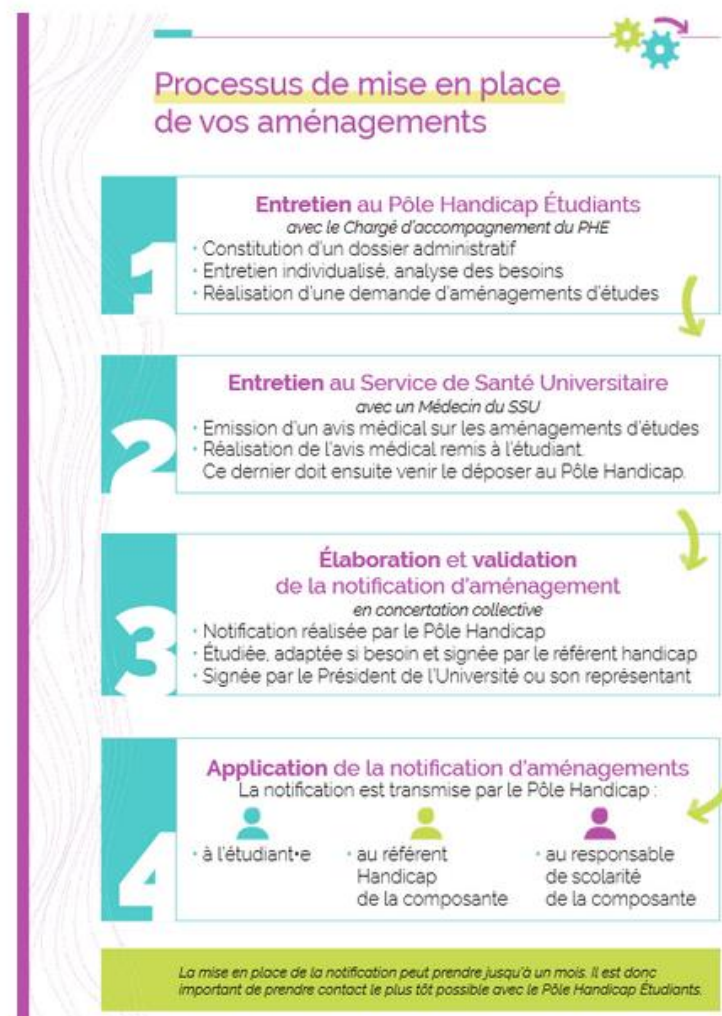 Processus de mise en place
de vos aménagements
1
Entretien au Pôle Handicap Étudiants
avec le Chargé d'accompagnement du PHE
• Constitution d'un dossier administratif
• Entretien individualisé, analyse des besoins
• Réalisation d'une demande d'aménagements d'études
2
Entretien au Service de Santé Universitaire
avec un Médecin du SSU
• Emission d'un avis médical sur les aménagements d'études
• Réalisation de l'avis médical remis à l'étudiant.
Ce dernier doit ensuite venir le déposer au Pôle Handicap.
3
Élaboration et validation
de la notification d'aménagement
en concertation collective
• Notification réalisée par le Pôle Handicap
• Étudiée, adaptée si besoin et signée par le référent handicap
• Signée par le Président de l'Université ou son représentant
4
Application de la notification d'aménagements
La notification est transmise par le Pôle Handicap :
• à l'étudiant•e
• au référent
Handicap
de la composante
• au responsable
de scolarité
de la composante
La mise en place de la notification peut prendre jusqu'à un mois. Il est donc
important de prendre contact le plus tôt possible avec le Pôle Handicap Étudiants.